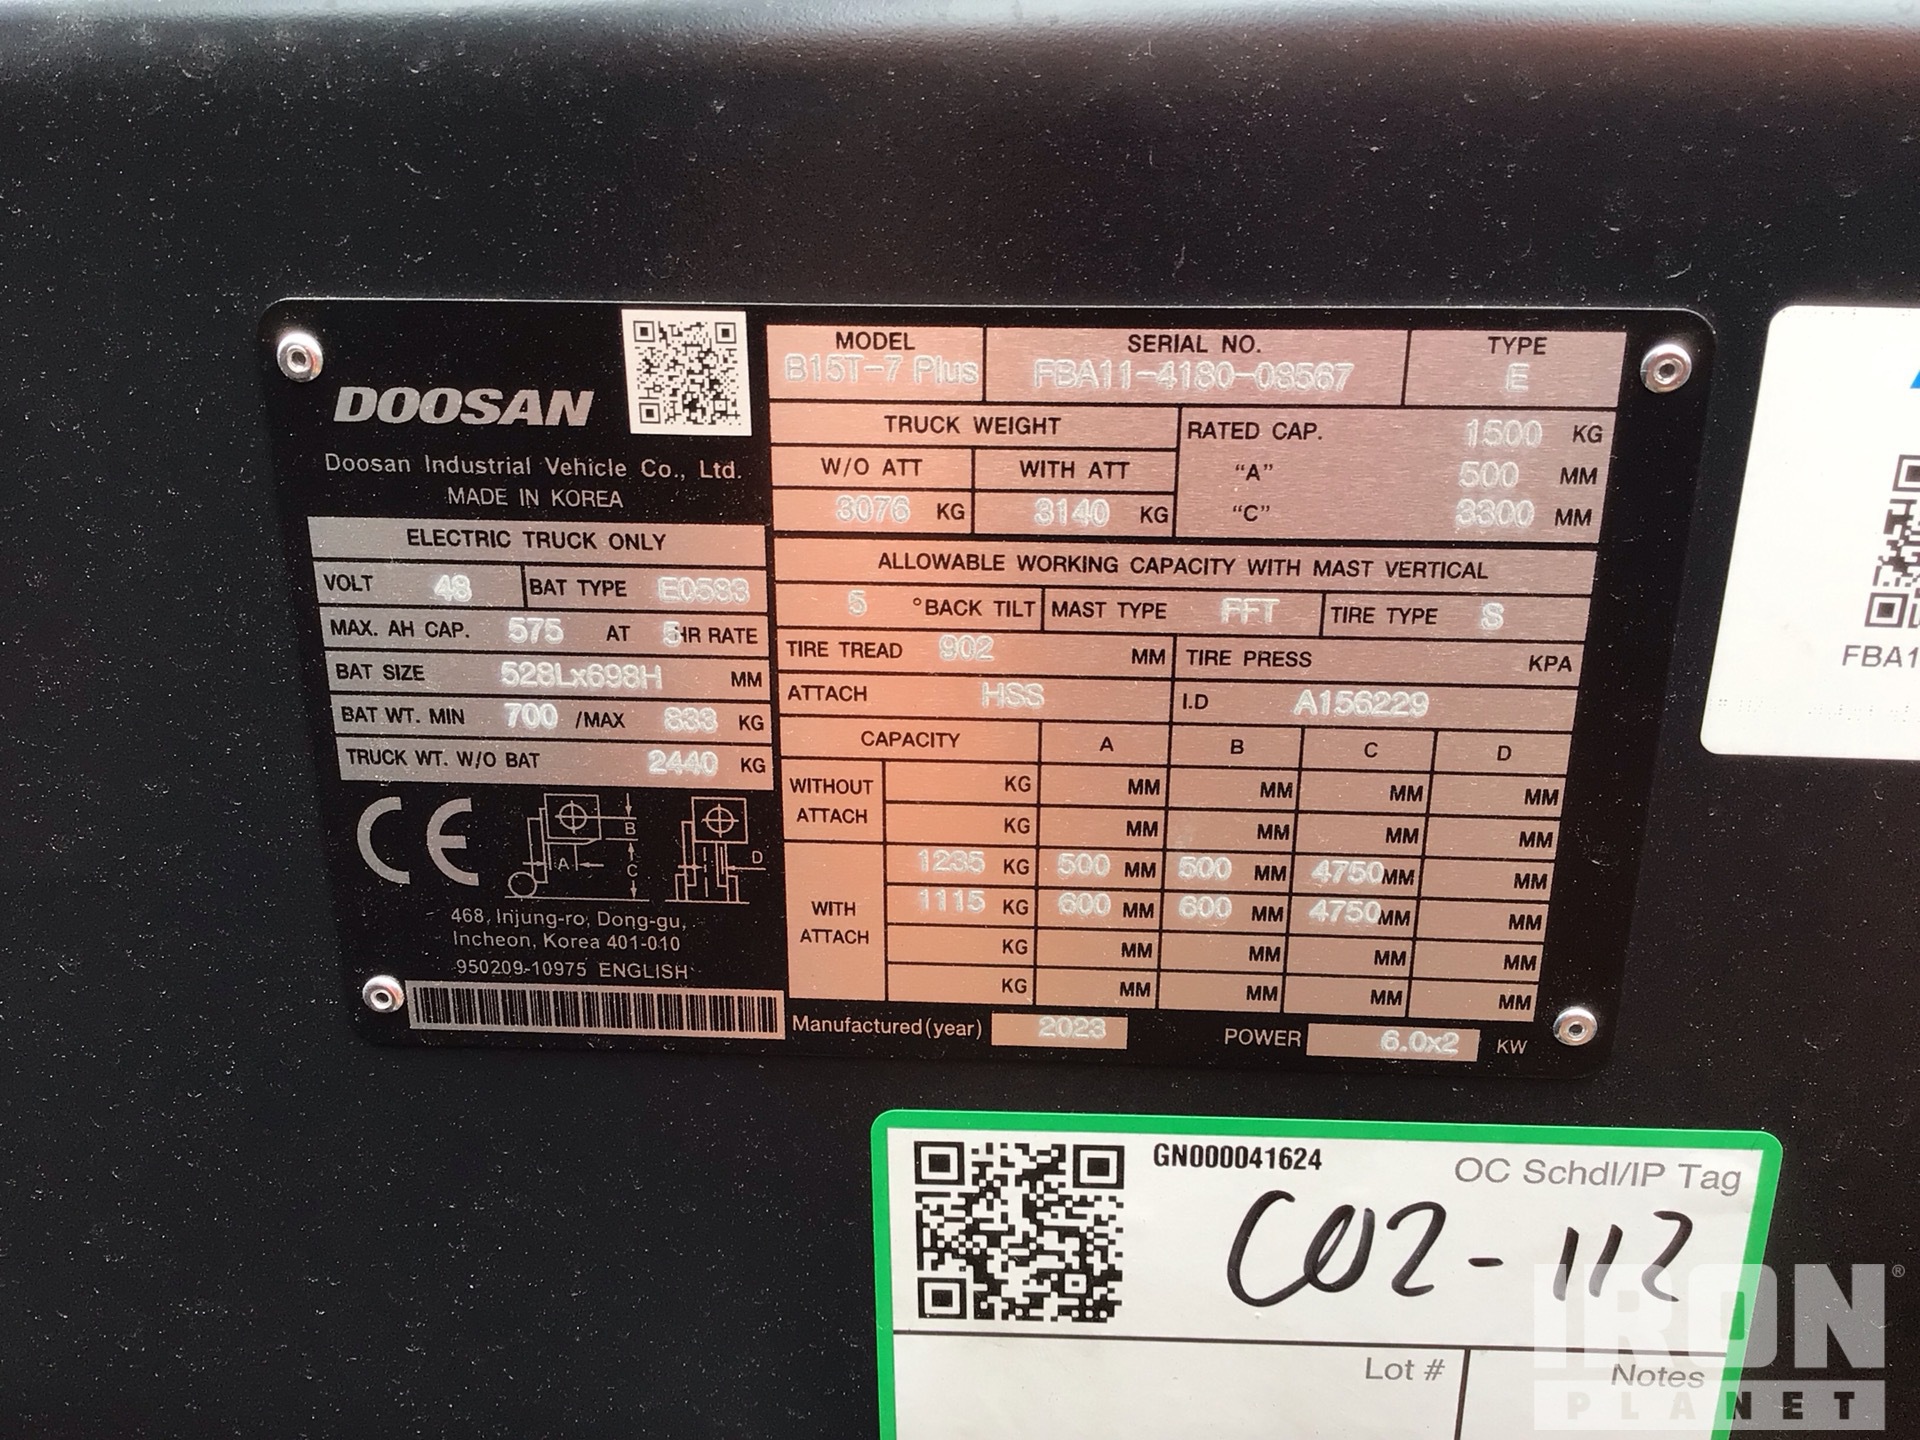 DOOSAN
Doosan Industrial Vehicle Co., Ltd.
MADE IN KOREA
ELECTRIC TRUCK ONLY
VOLT 48 BAT TYPE E0583
MAX. AH CAP. 575 AT 5 HR RATE
BAT SIZE 528Lx698H MM
BAT WT. MIN 700 /MAX 833 KG
TRUCK WT. W/O BAT 2440 KG
CE
A B C D
468, Injung-ro, Dong-gu,
Incheon, Korea 401-010
950209-10975 ENGLISH
MODEL SERIAL NO. TYPE
B15T-7 Plus FBA11-4180-08567 E
TRUCK WEIGHT
W/O ATT WITH ATT
3076 KG 3140 KG
RATED CAP. 1500 KG
"A" 500 MM
"C" 3300 MM
ALLOWABLE WORKING CAPACITY WITH MAST VERTICAL
5 °BACK TILT MAST TYPE FFT TIRE TYPE S
TIRE TREAD 902 MM TIRE PRESS KPA
ATTACH HSS I.D A156229
CAPACITY A B C D
WITHOUT ATTACH
KG MM MM MM MM
KG MM MM MM MM
WITH ATTACH
1235 KG 500 MM 500 MM 4750 MM MM
1115 KG 600 MM 600 MM 4750 MM MM
KG MM MM MM MM
KG MM MM MM MM
Manufactured (year) 2023 POWER 6.0x2 KW
FBA1
GN000041624
OC Schdl/IP Tag
C02-112
Lot # Notes
IRON PLANET®